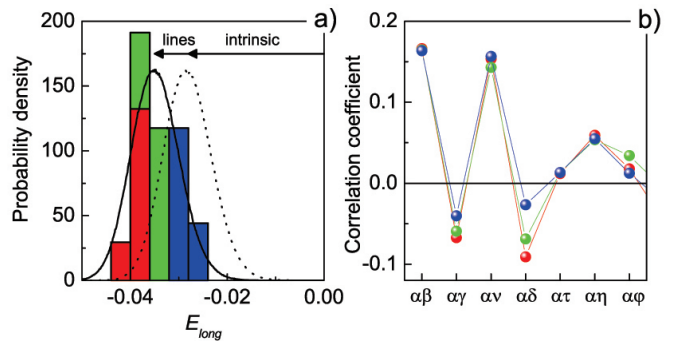 a)
lines intrinsic
200
150
100
50
0
Probability density
-0.04 -0.02 0.00
E_long
b)
0.2
0.1
0.0
-0.1
Correlation coefficient
αβ αγ αν αδ ατ αη αφ